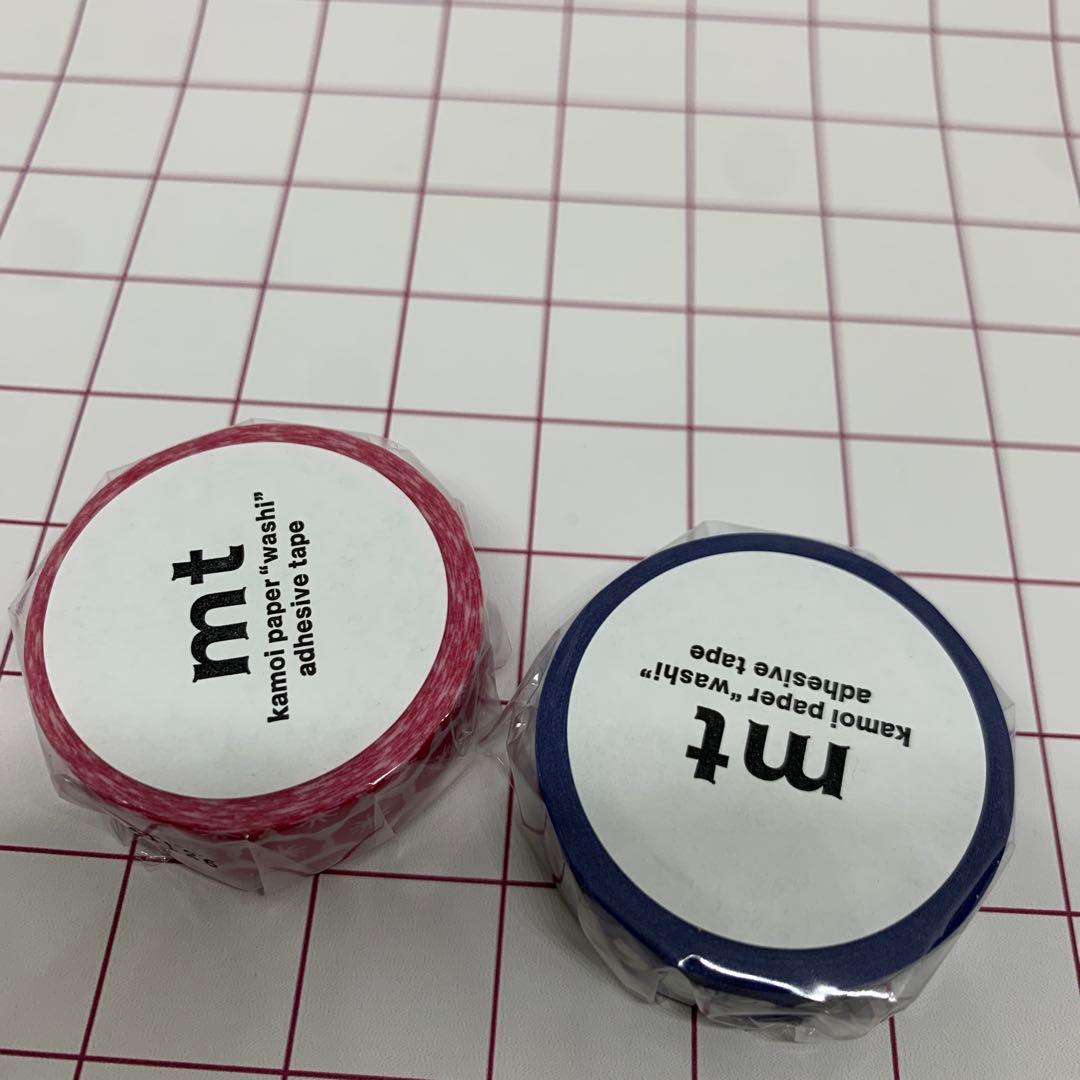 mt
kamoi paper “washi”
adhesive tape
mt
kamoi paper “washi”
adhesive tape